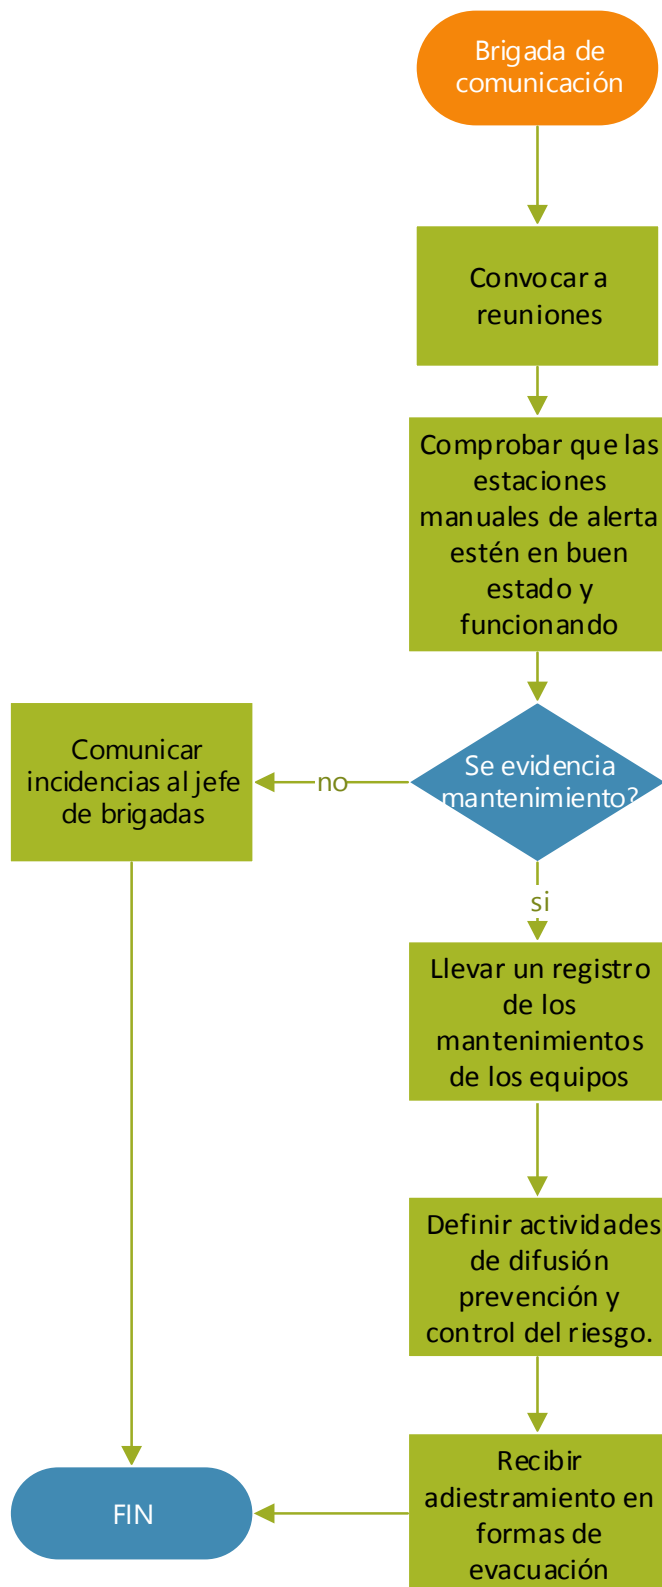 Brigada de
comunicación
Convocar a
reuniones
Comprobar que las
estaciones
manuales de alerta
estén en buen
estado y
funcionando
Se evidencia
mantenimiento?
no
Comunicar
incidencias al jefe
de brigadas
si
Llevar un registro
de los
mantenimientos
de los equipos
Definir actividades
de difusión
prevención y
control del riesgo.
Recibir
adiestramiento en
formas de
evacuación
FIN